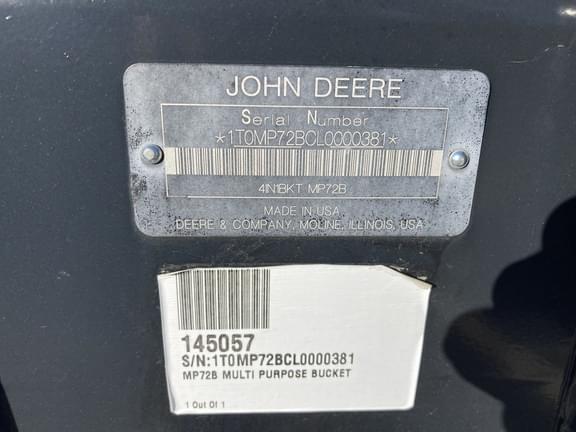 JOHN DEERE
Serial Number
*1T0MP72BCL0000381*
4IN1BKT MP72B
MADE IN USA
DEERE & COMPANY, MOLINE, ILLINOIS, USA
145057
S/N:1T0MP72BCL0000381
MP72B MULTI PURPOSE BUCKET
1 Out Of 1